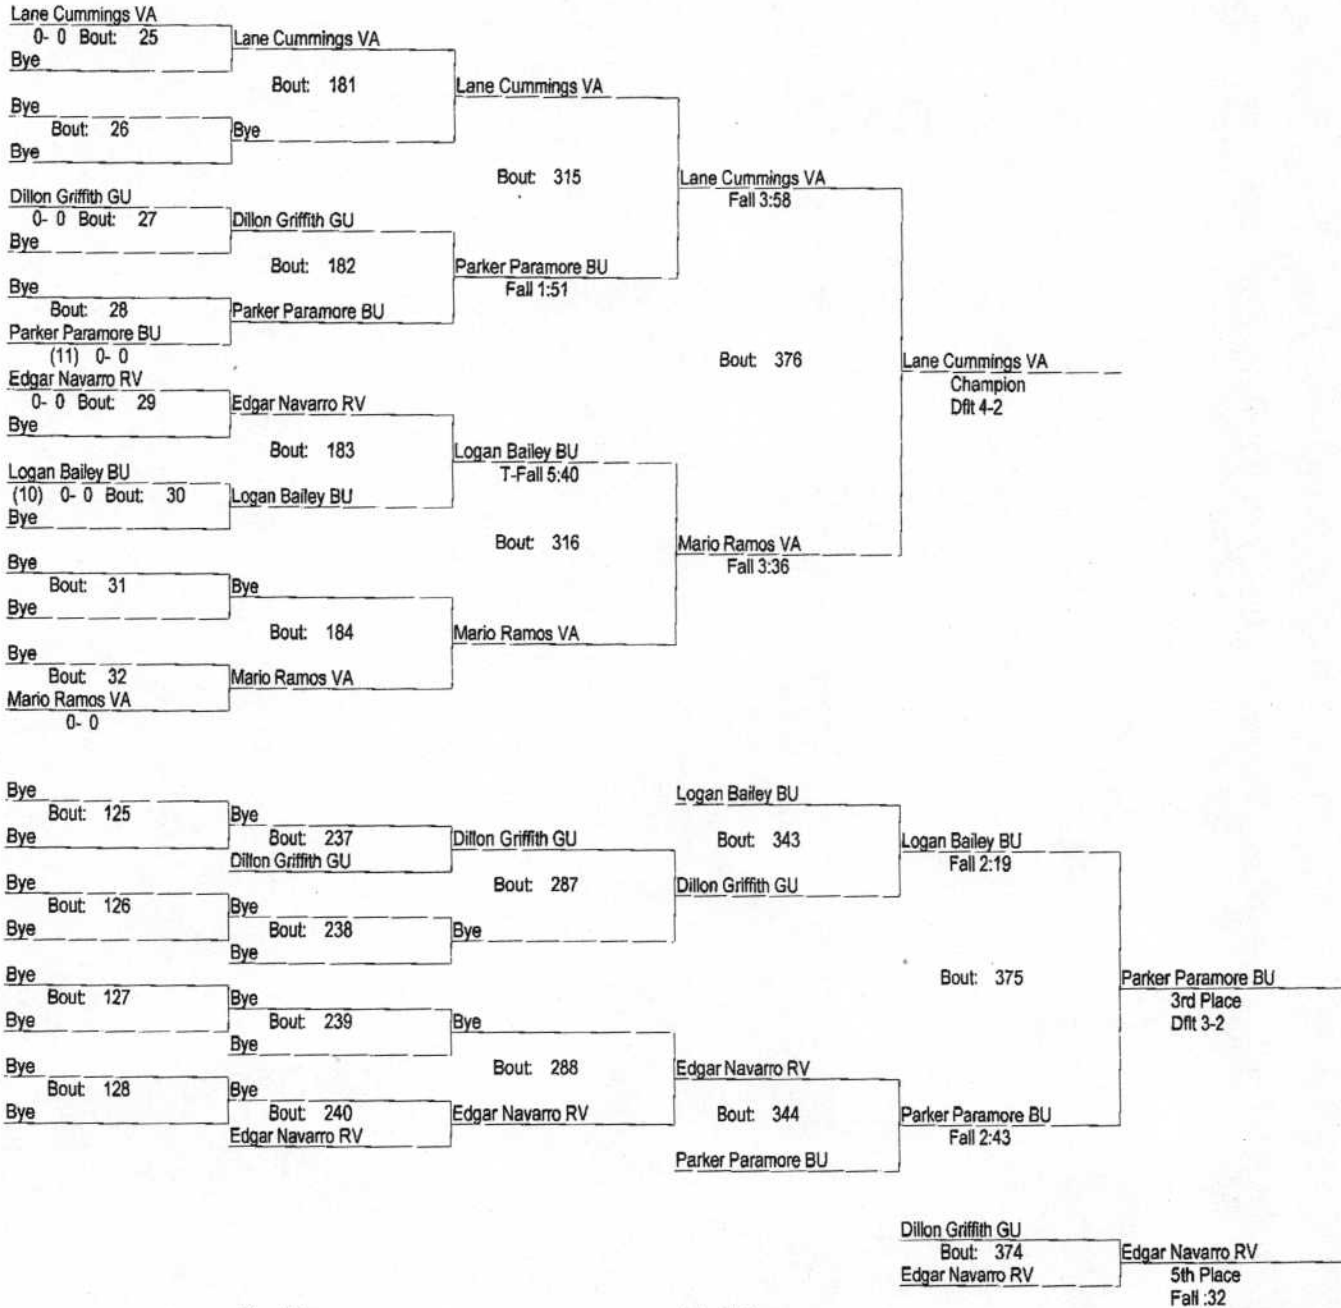 Lane Cummings VA
0- 0 Bout: 25
Bye
Lane Cummings VA
Bout: 181
Bye
Bout: 26
Bye
Bye
Lane Cummings VA
Dillon Griffith GU
0- 0 Bout: 27
Bye
Dillon Griffith GU
Bout: 182
Bye
Bout: 28
Parker Paramore BU
(11) 0- 0
Parker Paramore BU
Parker Paramore BU
Fall 1:51
Bout: 315
Lane Cummings VA
Fall 3:58
Edgar Navarro RV
0- 0 Bout: 29
Bye
Edgar Navarro RV
Bout: 183
Logan Bailey BU
(10) 0- 0 Bout: 30
Bye
Logan Bailey BU
Logan Bailey BU
T-Fall 5:40
Bye
Bout: 31
Bye
Bye
Bout: 184
Bye
Bout: 32
Mario Ramos VA
0- 0
Mario Ramos VA
Mario Ramos VA
Bout: 316
Mario Ramos VA
Fall 3:36
Bout: 376
Lane Cummings VA
Champion
Dflt 4-2
Bye
Bout: 125
Bye
Bye
Bout: 237
Dillon Griffith GU
Dillon Griffith GU
Bye
Bout: 126
Bye
Bye
Bout: 238
Bye
Bye
Bout: 287
Logan Bailey BU
Bout: 343
Dillon Griffith GU
Logan Bailey BU
Fall 2:19
Bye
Bout: 127
Bye
Bye
Bout: 239
Bye
Bye
Bye
Bout: 128
Bye
Bye
Bout: 240
Edgar Navarro RV
Edgar Navarro RV
Bout: 288
Edgar Navarro RV
Bout: 344
Parker Paramore BU
Parker Paramore BU
Fall 2:43
Bout: 375
Parker Paramore BU
3rd Place
Dflt 3-2
Dillon Griffith GU
Bout: 374
Edgar Navarro RV
Edgar Navarro RV
5th Place
Fall :32